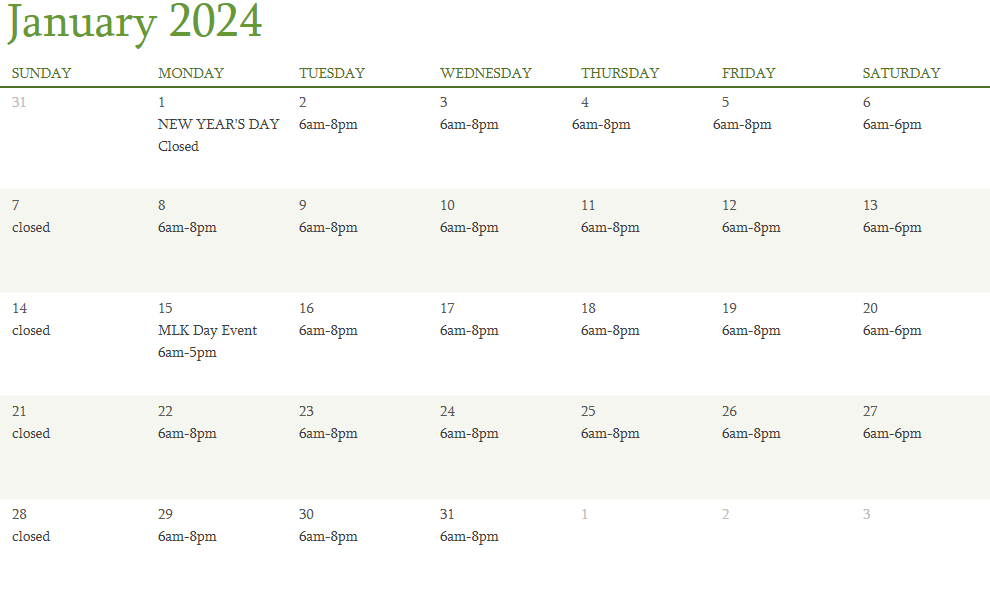 January 2024
SUNDAY MONDAY TUESDAY WEDNESDAY THURSDAY FRIDAY SATURDAY
31 1 2 3 4 5 6
NEW YEAR'S DAY 6am-8pm 6am-8pm 6am-8pm 6am-8pm 6am-6pm
Closed
7 8 9 10 11 12 13
closed 6am-8pm 6am-8pm 6am-8pm 6am-8pm 6am-8pm 6am-6pm
14 15 16 17 18 19 20
closed MLK Day Event 6am-8pm 6am-8pm 6am-8pm 6am-8pm 6am-6pm
6am-5pm
21 22 23 24 25 26 27
closed 6am-8pm 6am-8pm 6am-8pm 6am-8pm 6am-8pm 6am-6pm
28 29 30 31 1 2 3
closed 6am-8pm 6am-8pm 6am-8pm